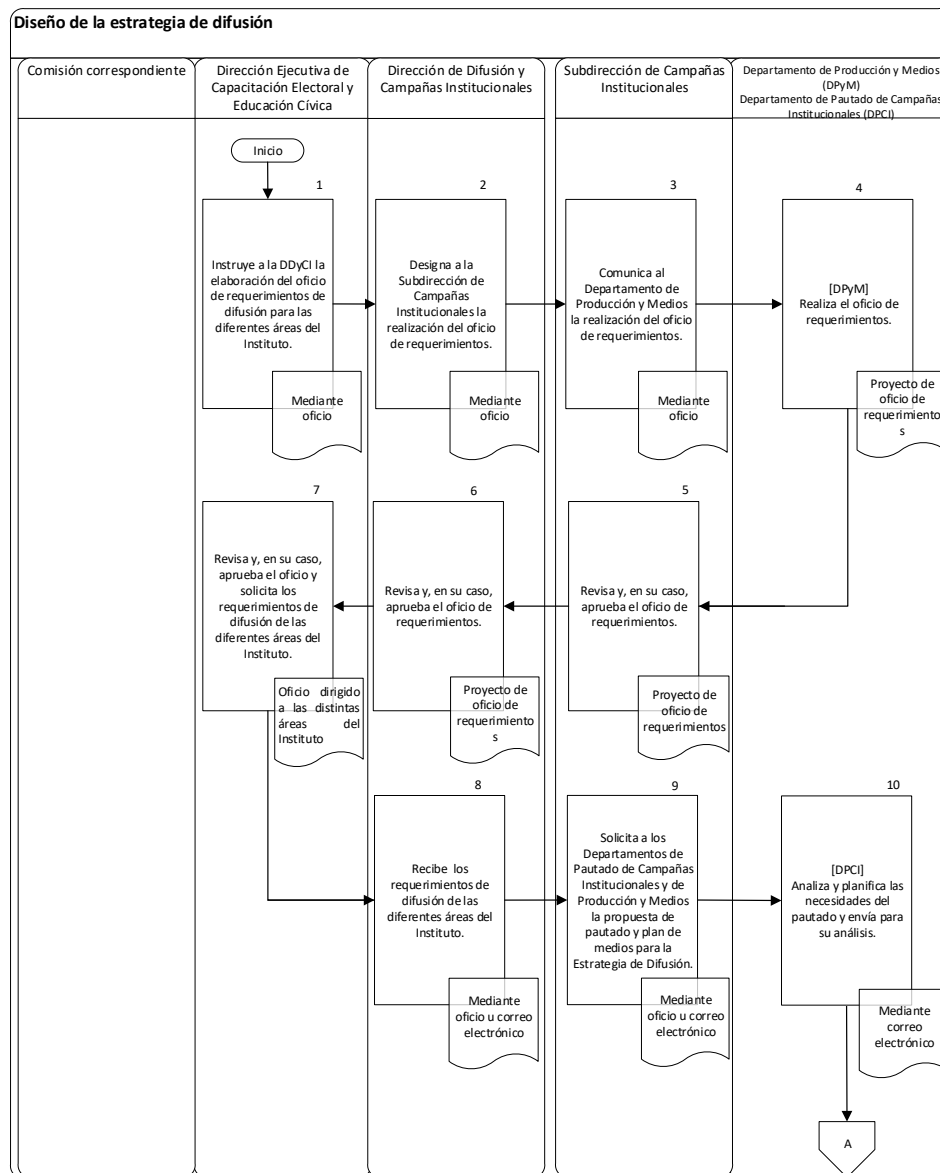 Diseño de la estrategia de difusión
Comisión correspondiente
Dirección Ejecutiva de
Capacitación Electoral y
Educación Cívica
Dirección de Difusión y
Campañas Institucionales
Subdirección de Campañas
Institucionales
Departamento de Producción y Medios
(DPyM)
Departamento de Pautado de Campañas
Institucionales (DPCI)
Inicio
1
Instruye a la DDyCI la
elaboración del oficio
de requerimientos de
difusión para las
diferentes áreas del
Instituto.
Mediante
oficio
2
Designa a la
Subdirección de
Campañas
Institucionales la
realización del oficio
de requerimientos.
Mediante
oficio
3
Comunica al
Departamento de
Producción y Medios
la realización del oficio
de requerimientos.
Mediante
oficio
4
[DPyM]
Realiza el oficio de
requerimientos.
Proyecto de
oficio de
requerimiento
s
5
Revisa y, en su caso,
aprueba el oficio de
requerimientos.
Proyecto de
oficio de
requerimientos
6
Revisa y, en su caso,
aprueba el oficio de
requerimientos.
Proyecto de
oficio de
requerimiento
s
7
Revisa y, en su caso,
aprueba el oficio y
solicita los
requerimientos de
difusión de las
diferentes áreas del
Instituto.
Oficio dirigido
a las distintas
áreas del
Instituto
8
Recibe los
requerimientos de
difusión de las
diferentes áreas del
Instituto.
Mediante
oficio u correo
electrónico
9
Solicita a los
Departamentos de
Pautado de Campañas
Institucionales y de
Producción y Medios
la propuesta de
pautado y plan de
medios para la
Estrategia de Difusión.
Mediante
oficio u correo
electrónico
10
[DPCI]
Analiza y planifica las
necesidades del
pautado y envía para
su análisis.
Mediante
correo
electrónico
A